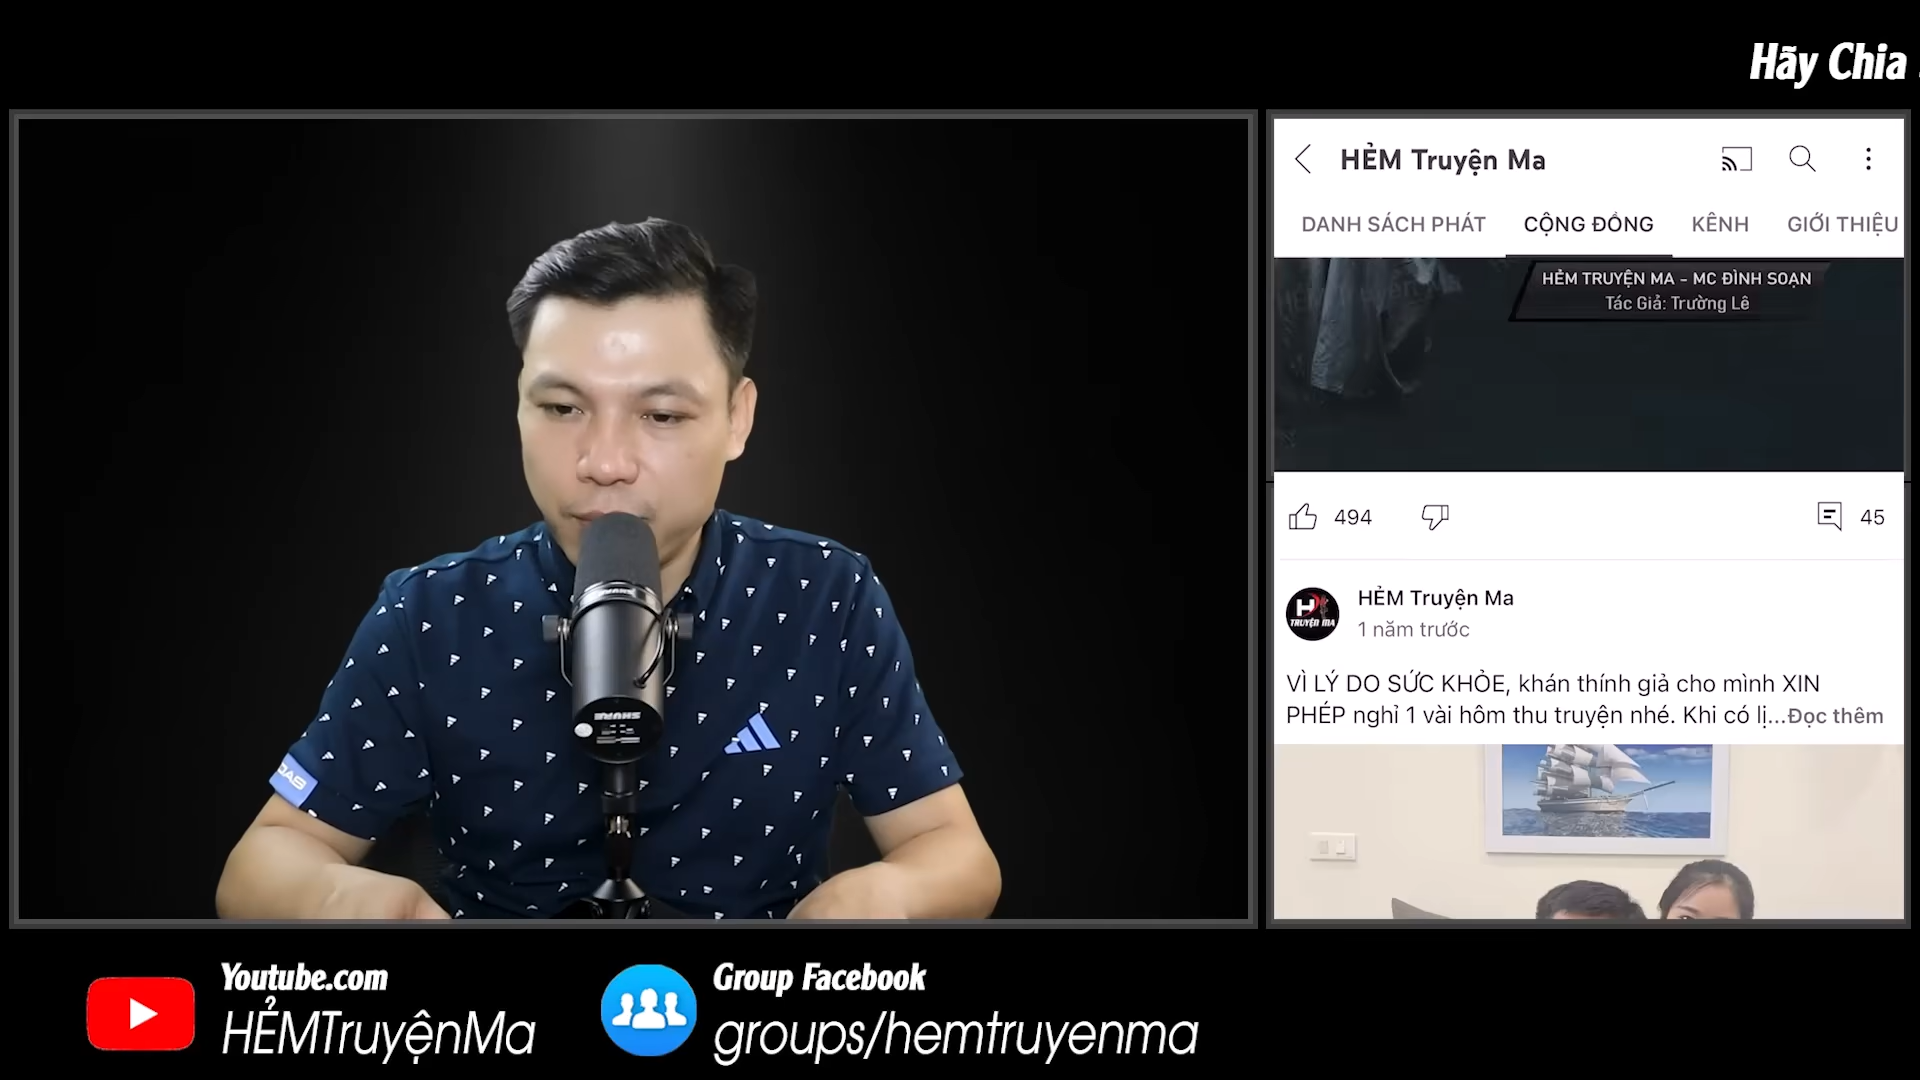 Hãy Chia
HẺM Truyện Ma
DANH SÁCH PHÁT
CỘNG ĐỒNG
KÊNH
GIỚI THIỆU
HẺM TRUYỆN MA - MC ĐÌNH SOẠN
Tác Giả: Trường Lê
494
45
HẺM Truyện Ma
1 năm trước
H
TRUYỆN MA
VÌ LÝ DO SỨC KHỎE, khán thính giả cho mình XIN
PHÉP nghỉ 1 vài hôm thu truyện nhé. Khi có lị...Đọc thêm
SHURE
Youtube.com
HẺMTruyệnMa
Group Facebook
groups/hemtruyenma